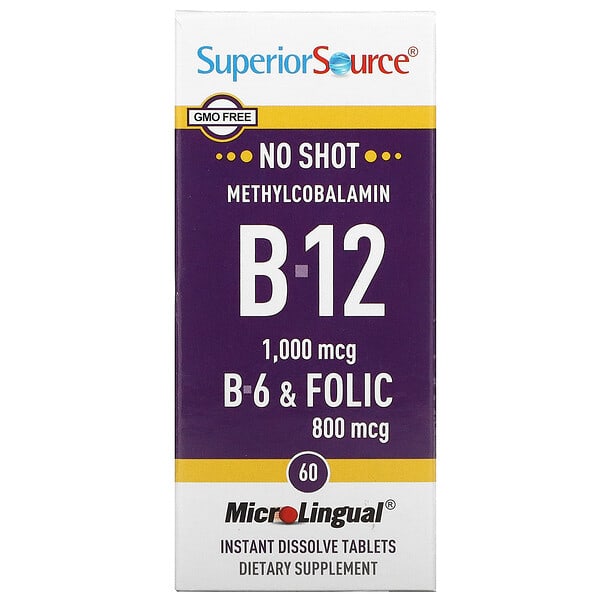 SuperiorSource®
GMO FREE
NO SHOT
METHYLCOBALAMIN
B-12
1,000 mcg
B-6 & FOLIC
800 mcg
60
MicroLingual®
INSTANT DISSOLVE TABLETS
DIETARY SUPPLEMENT